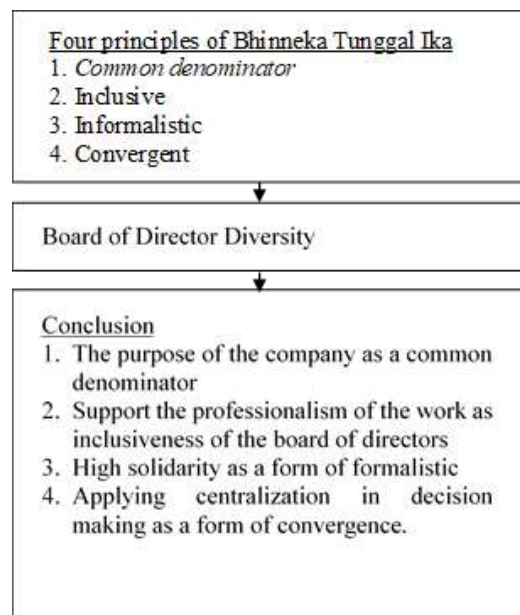 Four principles of Bhinneka Tunggal Ika
1. Common denominator
2. Inclusive
3. Informalistic
4. Convergent
Board of Director Diversity
Conclusion
1. The purpose of the company as a common
denominator
2. Support the professionalism of the work as
inclusiveness of the board of directors
3. High solidarity as a form of formalistic
4. Applying centralization in decision
making as a form of convergence.